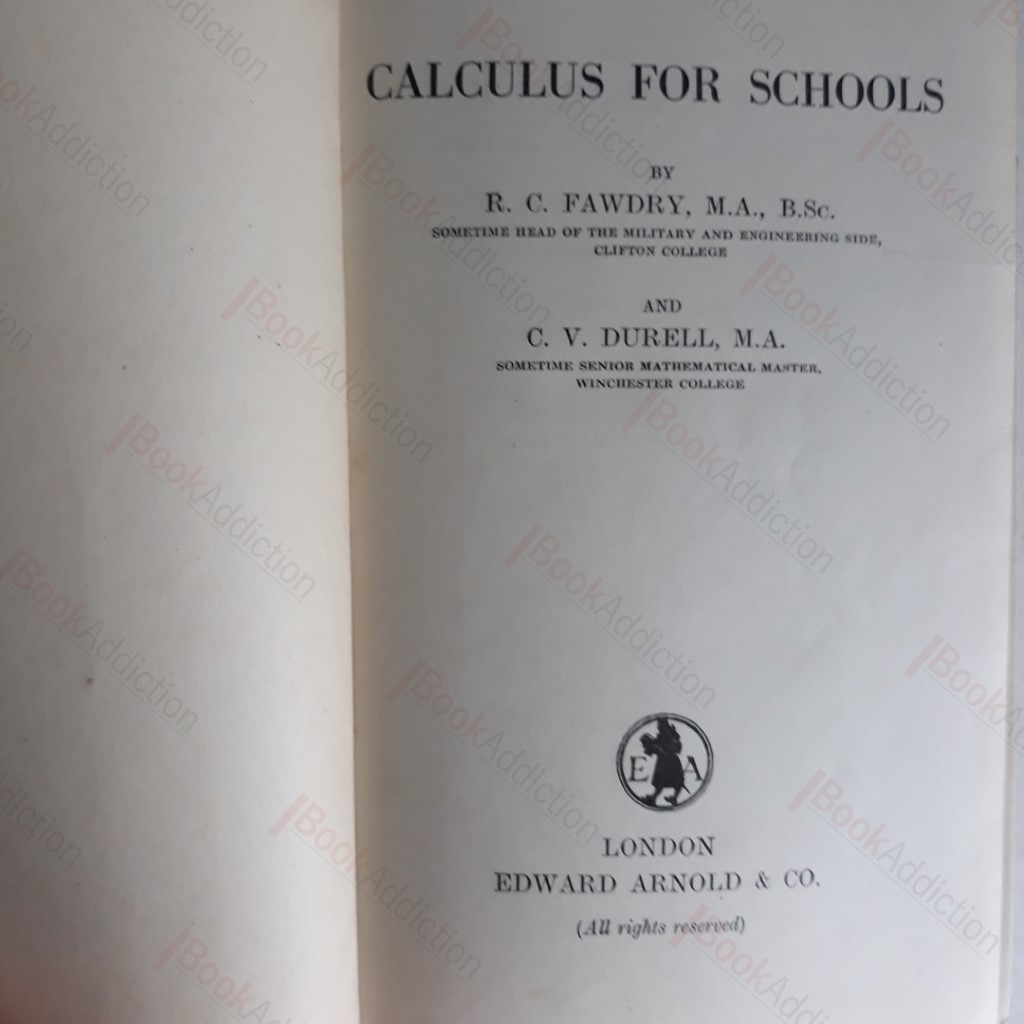 CALCULUS FOR SCHOOLS
BY
R. C. FAWDRY, M.A., B.Sc.
SOMETIME HEAD OF THE MILITARY AND ENGINEERING SIDE,
CLIFTON COLLEGE
AND
C. V. DURELL, M.A.
SOMETIME SENIOR MATHEMATICAL MASTER,
WINCHESTER COLLEGE
E A
LONDON
EDWARD ARNOLD & CO.
(All rights reserved)
BookAddiction